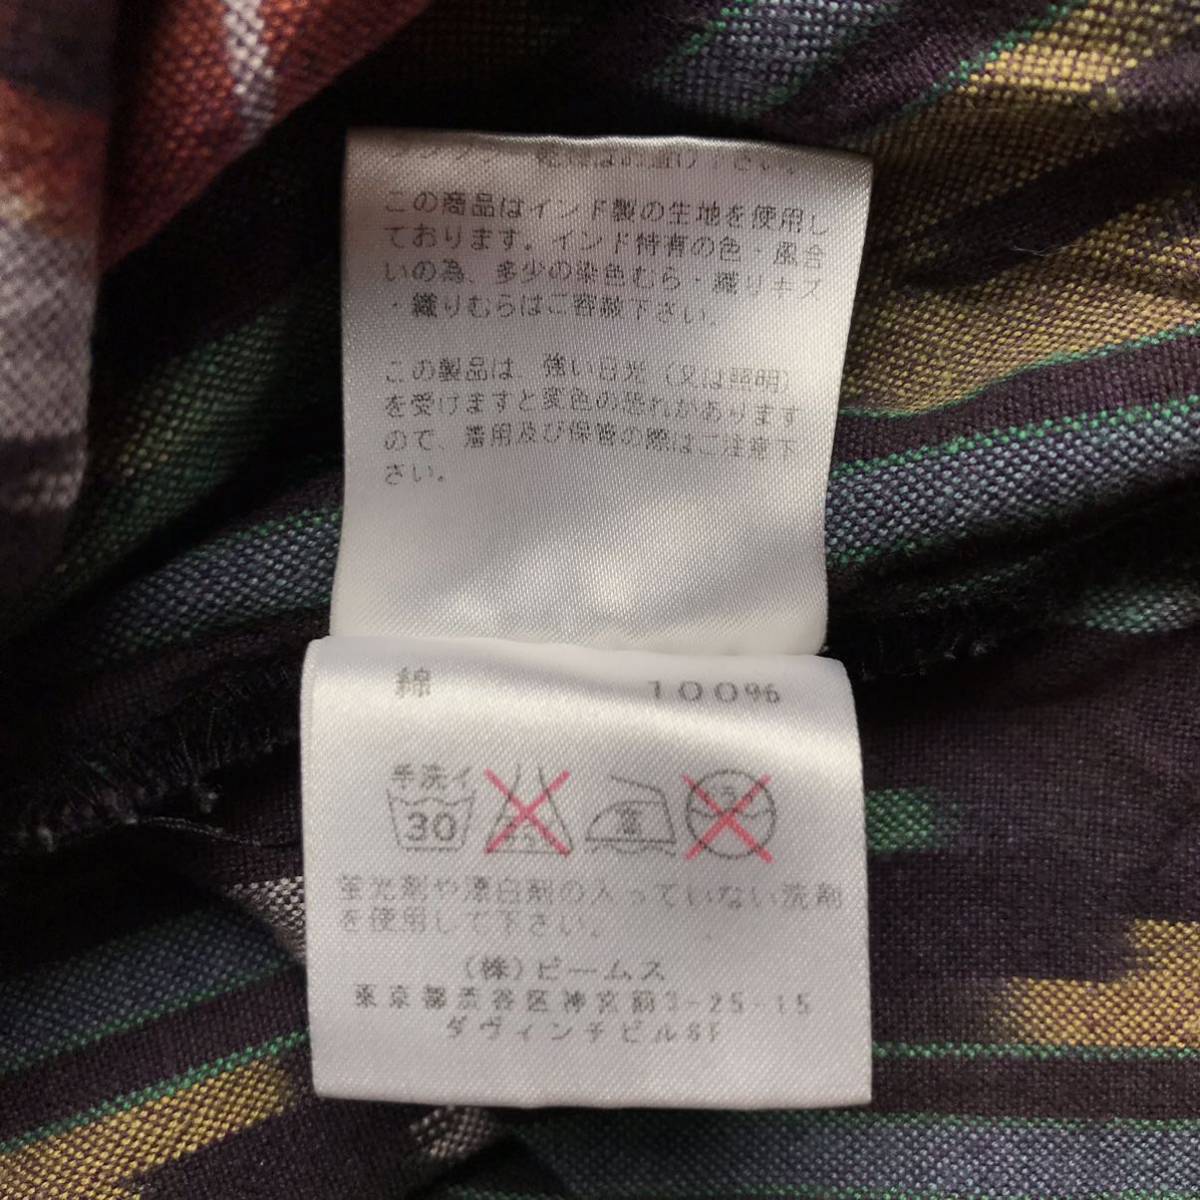 この商品はインド製の生地を使用し
ております。インド特有の色・風合
いの為、多少の染色むら・織りキズ
・織りむらはご容赦下さい。
この製品は、強い日光(又は照明)
を受けますと変色の恐れがあります
ので、着用及び保管の際はご注意下
さい。
綿 100%
手洗イ
30
蛍光剤や漂白剤の入っていない洗剤
を使用して下さい。
(株)ビームス
東京都渋谷区神宮前3-25-15
ダヴィンチビル8F